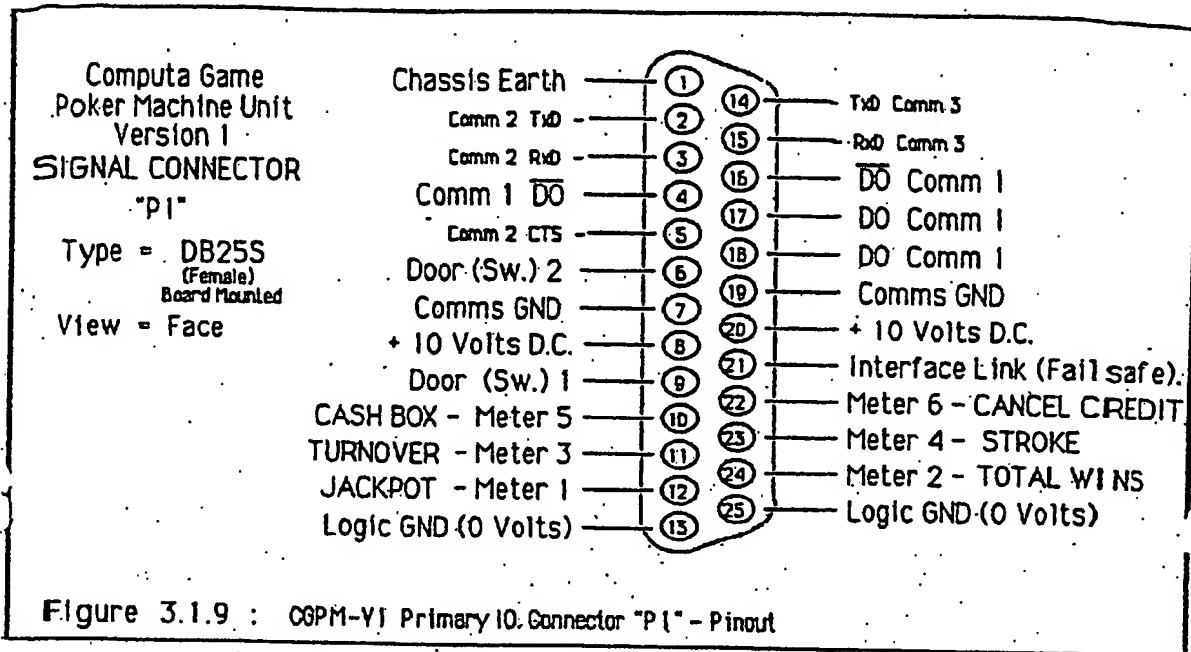 Computa Game
Poker Machine Unit
Version 1
SIGNAL CONNECTOR
"P1"
Type = DB25S
(Female)
Board Mounted
View = Face
Chassis Earth
Comm 2 TxD
Comm 2 RxD
Comm 1 D̅O̅
Comm 2 CTS
Door (Sw.) 2
Comms GND
+ 10 Volts D.C.
Door (Sw.) 1
CASH BOX - Meter 5
TURNOVER - Meter 3
JACKPOT - Meter 1
Logic GND (0 Volts)
1
2
3
4
5
6
7
8
9
10
11
12
13
14
15
16
17
18
19
20
21
22
23
24
25
TxD Comm 3
RxD Comm 3
D̅O̅ Comm 1
DO Comm 1
DO Comm 1
Comms GND
+ 10 Volts D.C.
Interface Link (Fail safe).
Meter 6 - CANCEL CREDIT
Meter 4 - STROKE
Meter 2 - TOTAL WINS
Logic GND (0 Volts)
Figure 3.1.9 : CGPM-V1 Primary IO. Connector "P1" - Pinout